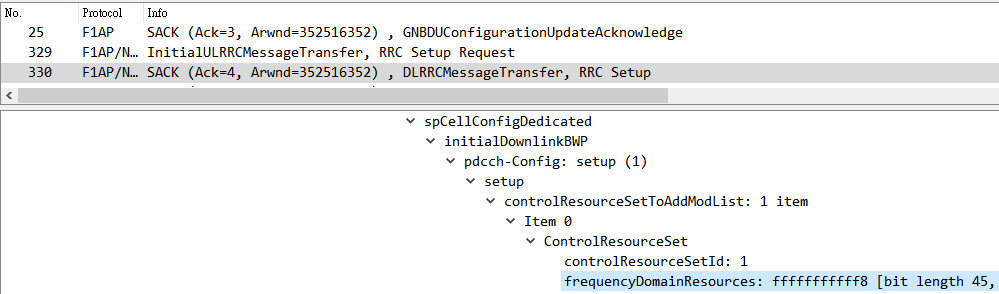 No. Protocol Info
25 F1AP SACK (Ack=3, Arwnd=352516352) , GNBDUConfigurationUpdateAcknowledge
329 F1AP/N… InitialULRRCMessageTransfer, RRC Setup Request
330 F1AP/N… SACK (Ack=4, Arwnd=352516352) , DLRRCMessageTransfer, RRC Setup
spCellConfigDedicated
initialDownlinkBWP
pdcch-Config: setup (1)
setup
controlResourceSetToAddModList: 1 item
Item 0
ControlResourceSet
controlResourceSetId: 1
frequencyDomainResources: fffffffffff8 [bit length 45,